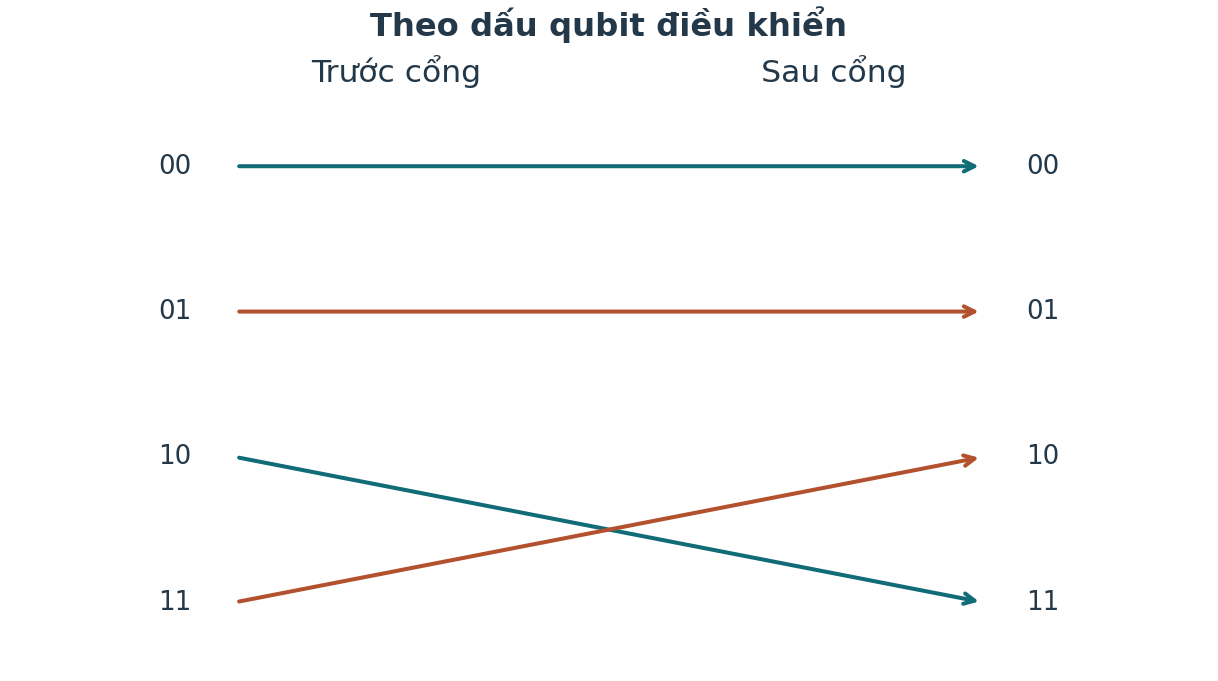 Theo dấu qubit điều khiển
Trước cổng Sau cổng
00 00
01 01
10 10
11 11